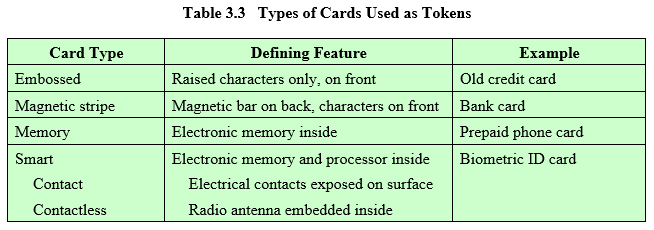 Table 3.3 Types of Cards Used as Tokens
Card Type Defining Feature Example
Embossed Raised characters only, on front Old credit card
Magnetic stripe Magnetic bar on back, characters on front Bank card
Memory Electronic memory inside Prepaid phone card
Smart Electronic memory and processor inside Biometric ID card
Contact Electrical contacts exposed on surface
Contactless Radio antenna embedded inside